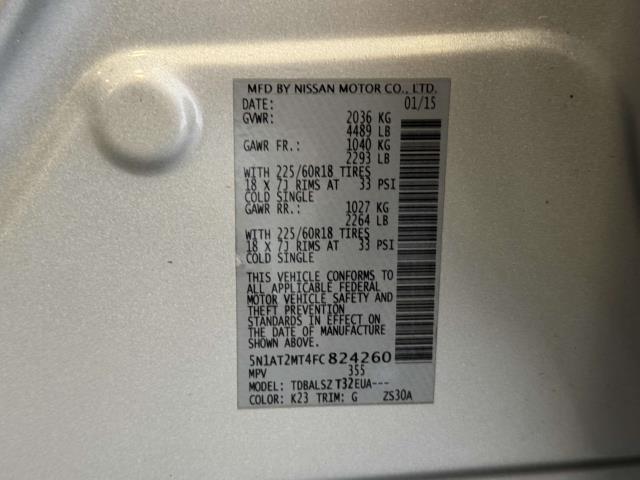 MFD BY NISSAN MOTOR CO., LTD.
DATE: 01/15
GVWR: 2036 KG
4489 LB
GAWR FR.: 1040 KG
2293 LB
WITH 225/60R18 TIRES
18 X 7J RIMS AT 33 PSI
COLD SINGLE
GAWR RR.: 1027 KG
2264 LB
WITH 225/60R18 TIRES
18 X 7J RIMS AT 33 PSI
COLD SINGLE
THIS VEHICLE CONFORMS TO
ALL APPLICABLE FEDERAL
MOTOR VEHICLE SAFETY AND
THEFT PREVENTION
STANDARDS IN EFFECT ON
THE DATE OF MANUFACTURE
SHOWN ABOVE.
5N1AT2MT4FC824260
MPV 355
MODEL: TDBALSZ T32EUA---
COLOR: K23 TRIM: G ZS30A